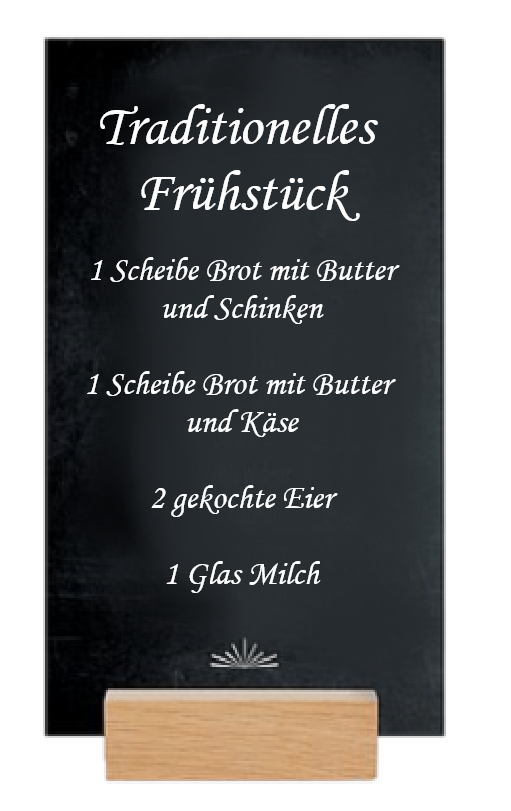 Traditionelles
Frühstück
1 Scheibe Brot mit Butter
und Schinken
1 Scheibe Brot mit Butter
und Käse
2 gekochte Eier
1 Glas Milch